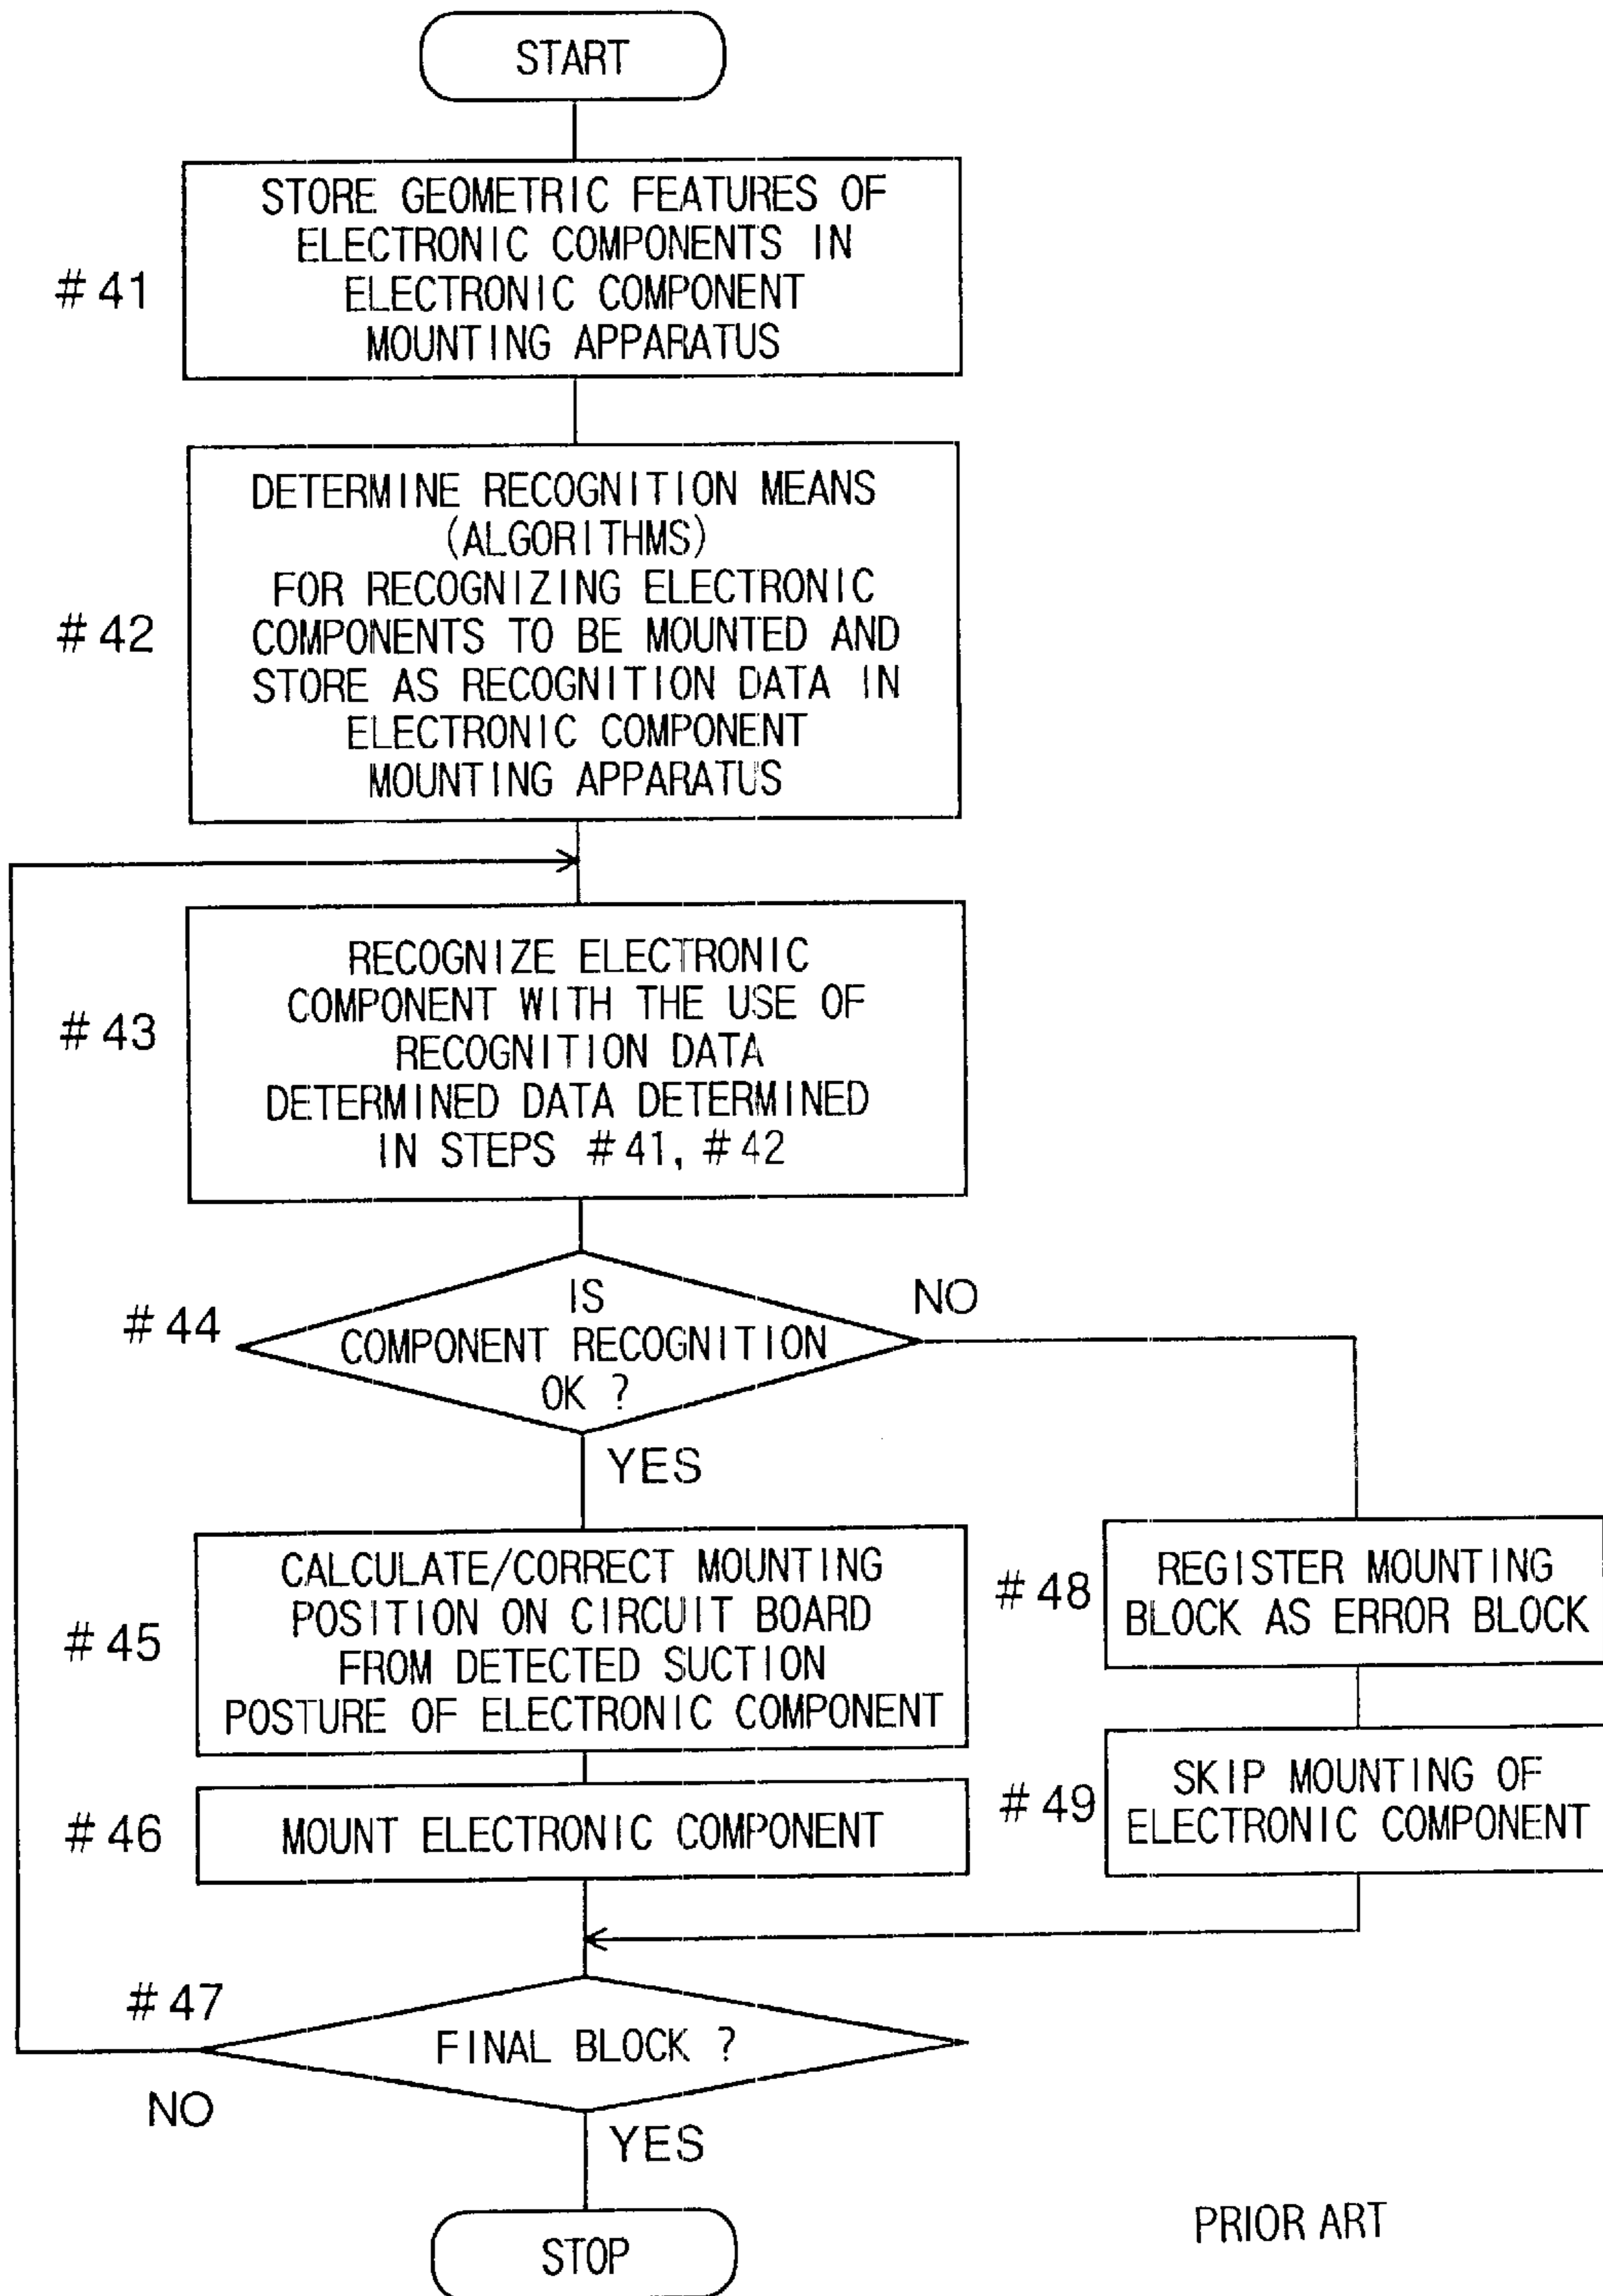 START
STORE GEOMETRIC FEATURES OF
ELECTRONIC COMPONENTS IN
ELECTRONIC COMPONENT
MOUNTING APPARATUS
#41
DETERMINE RECOGNITION MEANS
(ALGORITHMS)
FOR RECOGNIZING ELECTRONIC
COMPONENTS TO BE MOUNTED AND
STORE AS RECOGNITION DATA IN
ELECTRONIC COMPONENT
MOUNTING APPARATUS
#42
RECOGNIZE ELECTRONIC
COMPONENT WITH THE USE OF
RECOGNITION DATA
DETERMINED DATA DETERMINED
IN STEPS #41, #42
#43
IS
COMPONENT RECOGNITION
OK ?
#44
NO
YES
CALCULATE/CORRECT MOUNTING
POSITION ON CIRCUIT BOARD
FROM DETECTED SUCTION
POSTURE OF ELECTRONIC COMPONENT
#45
REGISTER MOUNTING
BLOCK AS ERROR BLOCK
#48
MOUNT ELECTRONIC COMPONENT
#46
SKIP MOUNTING OF
ELECTRONIC COMPONENT
#49
#47
FINAL BLOCK ?
NO
YES
STOP
PRIOR ART